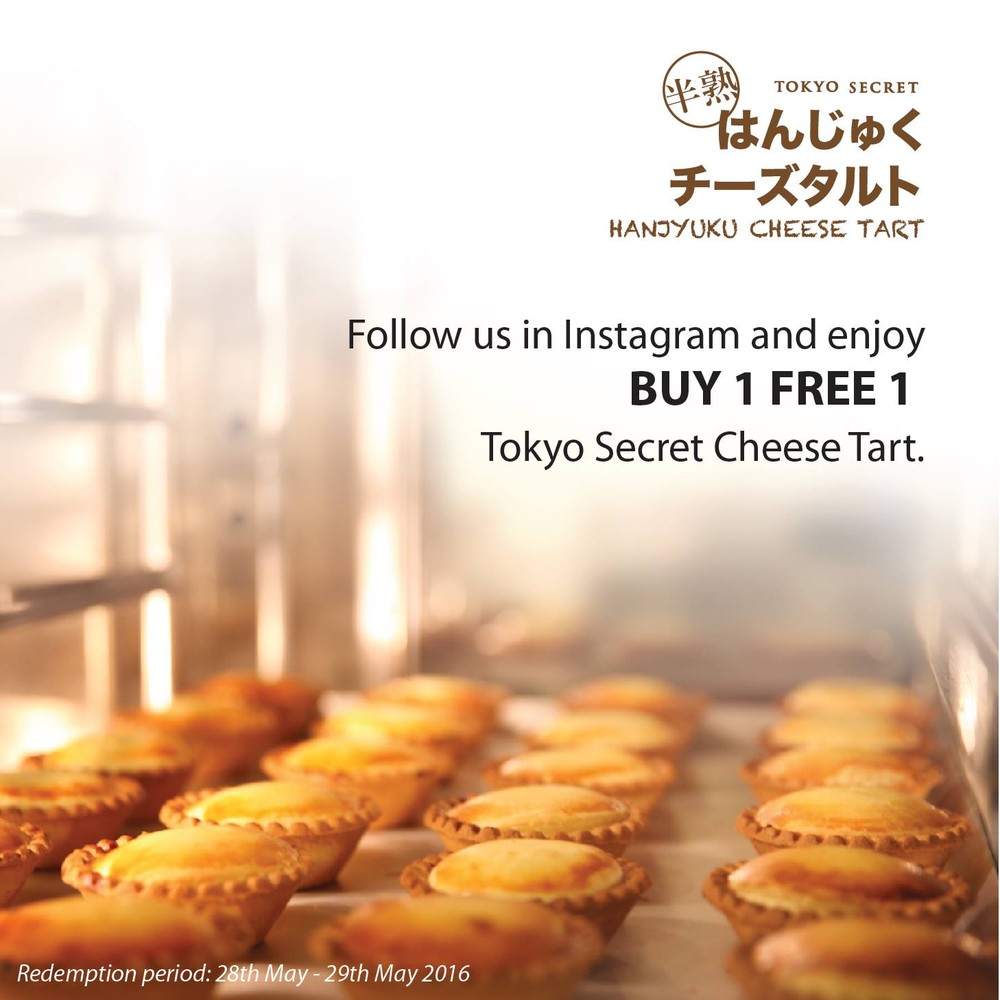 半熟
TOKYO SECRET
はんじゅく
チーズタルト
HANJYUKU CHEESE TART
Follow us in Instagram and enjoy
BUY 1 FREE 1
Tokyo Secret Cheese Tart.
Redemption period: 28th May - 29th May 2016